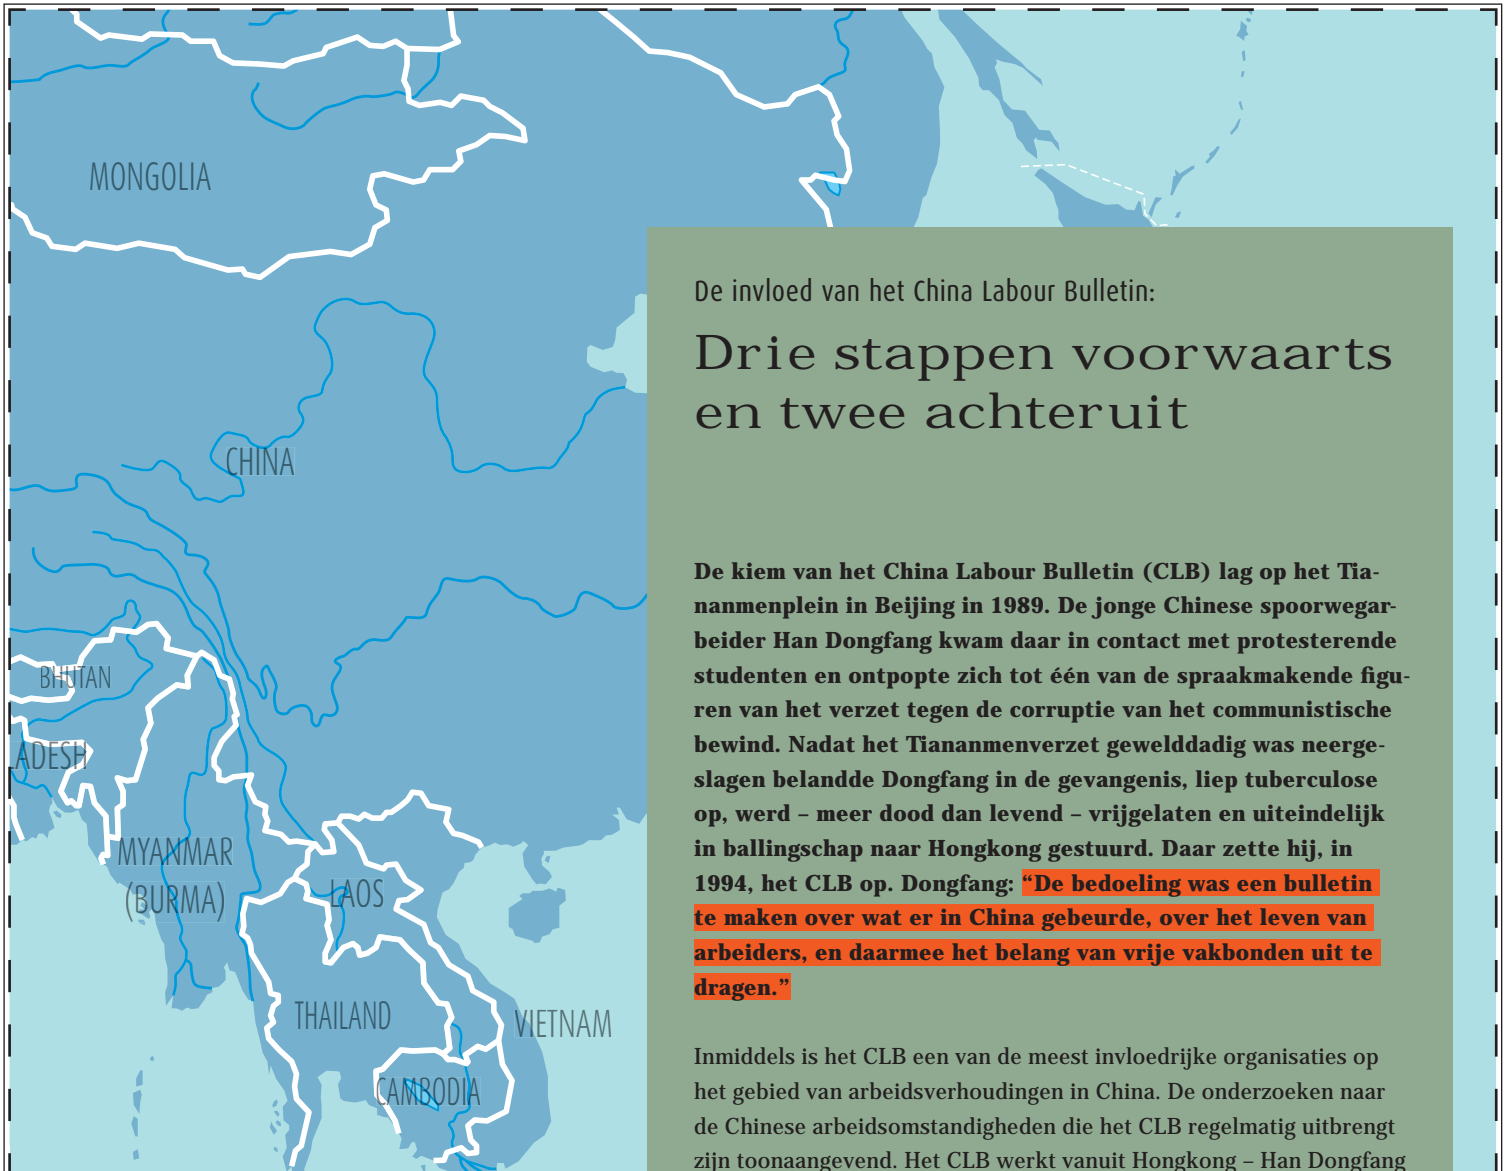 MONGOLIA
CHINA
BHUTAN
ADESH
MYANMAR
(BURMA)
LAOS
THAILAND
VIETNAM
CAMBODIA
De invloed van het China Labour Bulletin:
Drie stappen voorwaarts
en twee achteruit
De kiem van het China Labour Bulletin (CLB) lag op het Tia-
nanmenplein in Beijing in 1989. De jonge Chinese spoorwegar-
beider Han Dongfang kwam daar in contact met protesterende
studenten en ontpopte zich tot één van de spraakmakende figu-
ren van het verzet tegen de corruptie van het communistische
bewind. Nadat het Tiananmenverzet gewelddadig was neerge-
slagen belandde Dongfang in de gevangenis, liep tuberculose
op, werd – meer dood dan levend – vrijgelaten en uiteindelijk
in ballingschap naar Hongkong gestuurd. Daar zette hij, in
1994, het CLB op. Dongfang: “De bedoeling was een bulletin
te maken over wat er in China gebeurde, over het leven van
arbeiders, en daarmee het belang van vrije vakbonden uit te
dragen.”
Inmiddels is het CLB een van de meest invloedrijke organisaties op
het gebied van arbeidsverhoudingen in China. De onderzoeken naar
de Chinese arbeidsomstandigheden die het CLB regelmatig uitbrengt
zijn toonaangevend. Het CLB werkt vanuit Hongkong – Han Dongfang